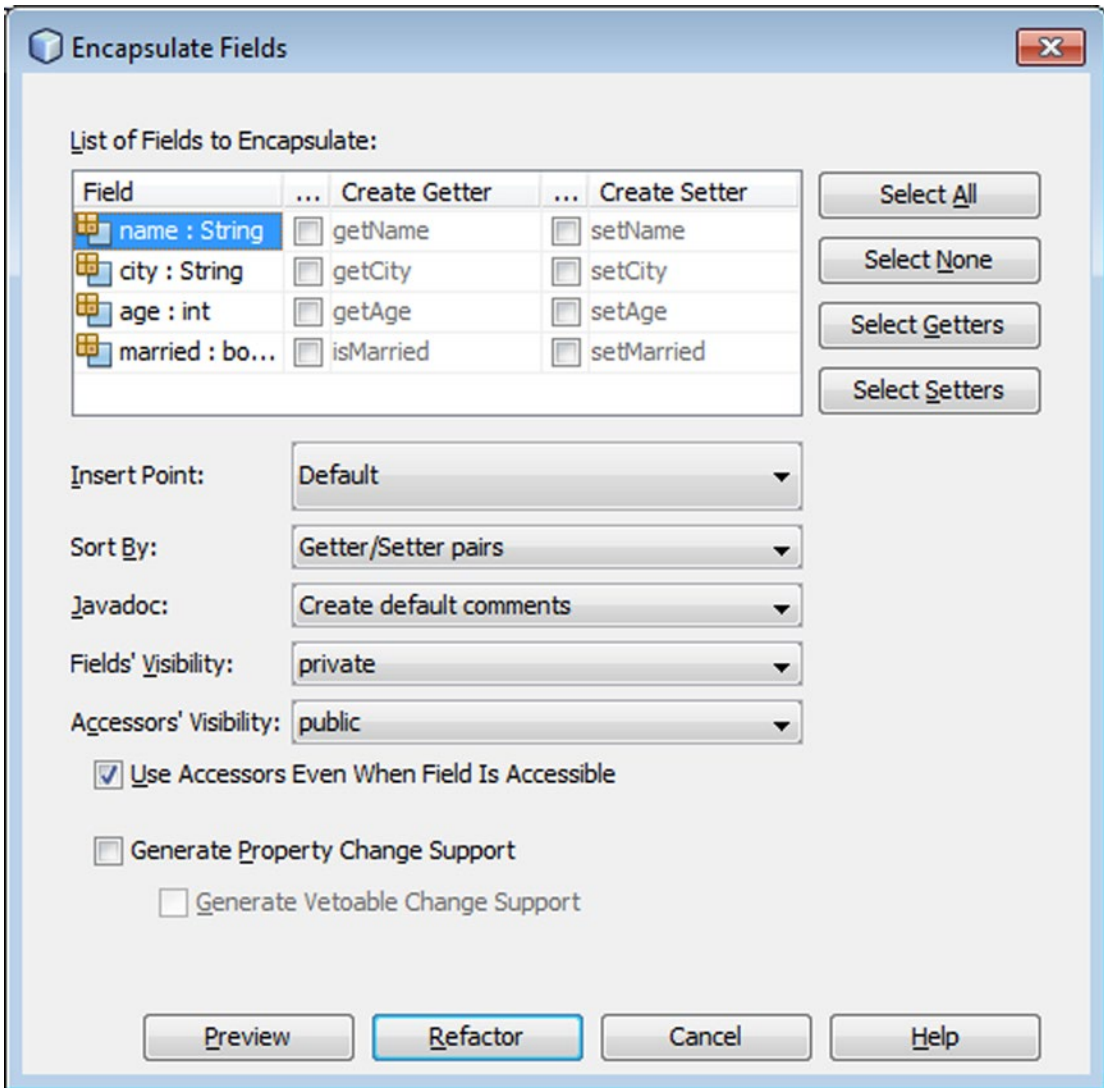 Encapsulate Fields
List of Fields to Encapsulate:
Field ... Create Getter ... Create Setter
name : String getName setName
city : String getCity setCity
age : int getAge setAge
married : bo... isMarried setMarried
Select All
Select None
Select Getters
Select Setters
Insert Point: Default
Sort By: Getter/Setter pairs
Javadoc: Create default comments
Fields' Visibility: private
Accessors' Visibility: public
Use Accessors Even When Field Is Accessible
Generate Property Change Support
Generate Vetoable Change Support
Preview Refactor Cancel Help